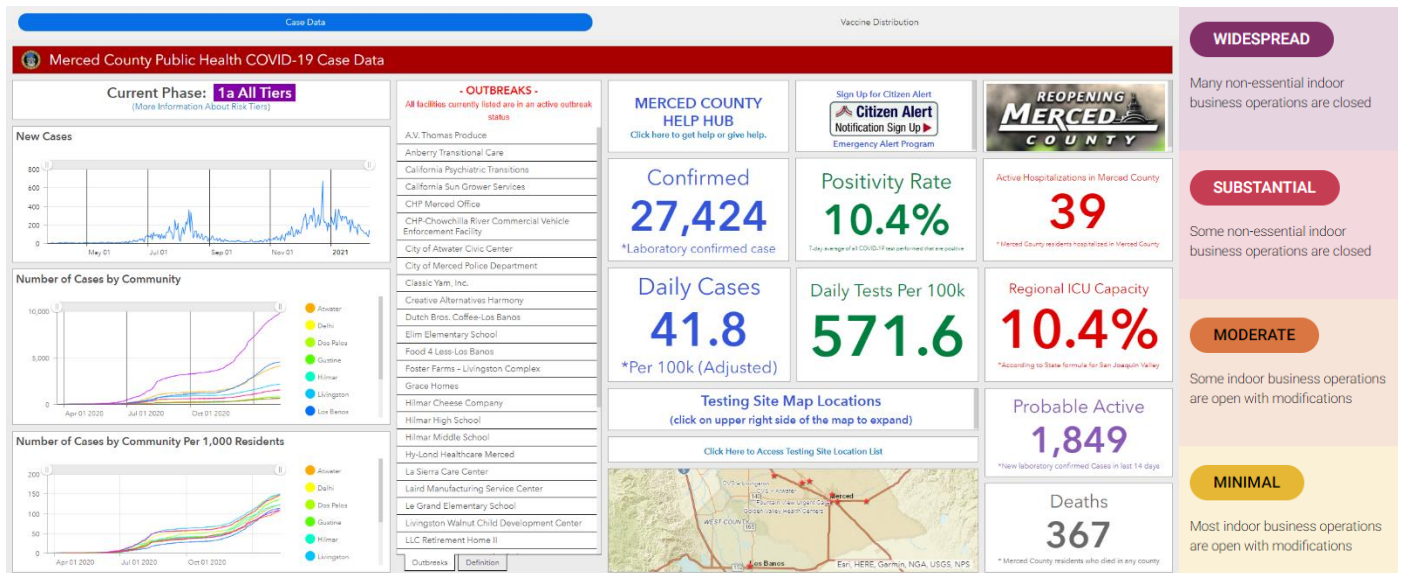 Case Data
Vaccine Distribution
Merced County Public Health COVID-19 Case Data
Current Phase: 1a All Tiers
(More Information About Risk Tiers)
New Cases
800
600
400
200
0
May 01
Jul 01
Sep 01
Nov 01
2021
Number of Cases by Community
10,000
5,000
0
Apr 01 2020
Jul 01 2020
Oct 01 2020
Atwater
Delhi
Dos Palos
Gustine
Hilmar
Livingston
Los Banos
Number of Cases by Community Per 1,000 Residents
200
150
100
50
0
Apr 01 2020
Jul 01 2020
Oct 01 2020
Atwater
Delhi
Dos Palos
Gustine
Hilmar
Livingston
- OUTBREAKS -
All facilities currently listed are in an active outbreak
status
A.V. Thomas Produce
Anberry Transitional Care
California Psychiatric Transitions
California Sun Grower Services
CHP Merced Office
CHP-Chowchilla River Commercial Vehicle
Enforcement Facility
City of Atwater Civic Center
City of Merced Police Department
Classic Yam, Inc.
Creative Alternatives Harmony
Dutch Bros. Coffee-Los Banos
Elim Elementary School
Food 4 Less-Los Banos
Foster Farms - Livingston Complex
Grace Homes
Hilmar Cheese Company
Hilmar High School
Hilmar Middle School
Hy-Lond Healthcare Merced
La Sierra Care Center
Laird Manufacturing Service Center
Le Grand Elementary School
Livingston Walnut Child Development Center
LLC Retirement Home II
Outbreaks
Definition
MERCED COUNTY
HELP HUB
Click here to get help or give help.
Sign Up for Citizen Alert
Citizen Alert
Notification Sign Up
Emergency Alert Program
REOPENING
MERCED
COUNTY
Confirmed
27,424
*Laboratory confirmed case
Positivity Rate
10.4%
7-day average of all COVID-19 test performed that are positive
Active Hospitalizations in Merced County
39
* Merced County residents hospitalized in Merced County
Daily Cases
41.8
*Per 100k (Adjusted)
Daily Tests Per 100k
571.6
Regional ICU Capacity
10.4%
*According to State formula for San Joaquin Valley
Testing Site Map Locations
(click on upper right side of the map to expand)
Click Here to Access Testing Site Location List
Merced
WEST COUNTY
Los Banos
Esri, HERE, Garmin, NGA, USGS, NPS
Probable Active
1,849
*New laboratory confirmed Cases in last 14 days
Deaths
367
* Merced County residents who died in any county
WIDESPREAD
Many non-essential indoor
business operations are closed
SUBSTANTIAL
Some non-essential indoor
business operations are closed
MODERATE
Some indoor business operations
are open with modifications
MINIMAL
Most indoor business operations
are open with modifications